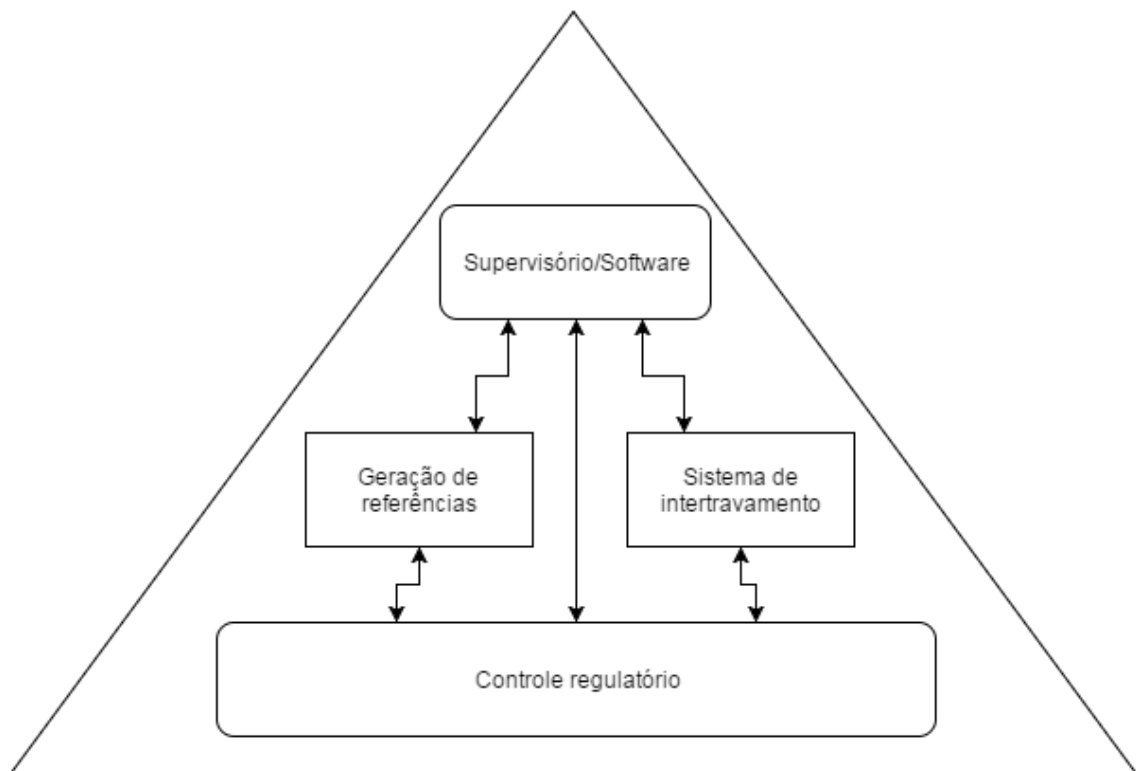 Supervisório/Software
Geração de
referências
Sistema de
intertravamento
Controle regulatório